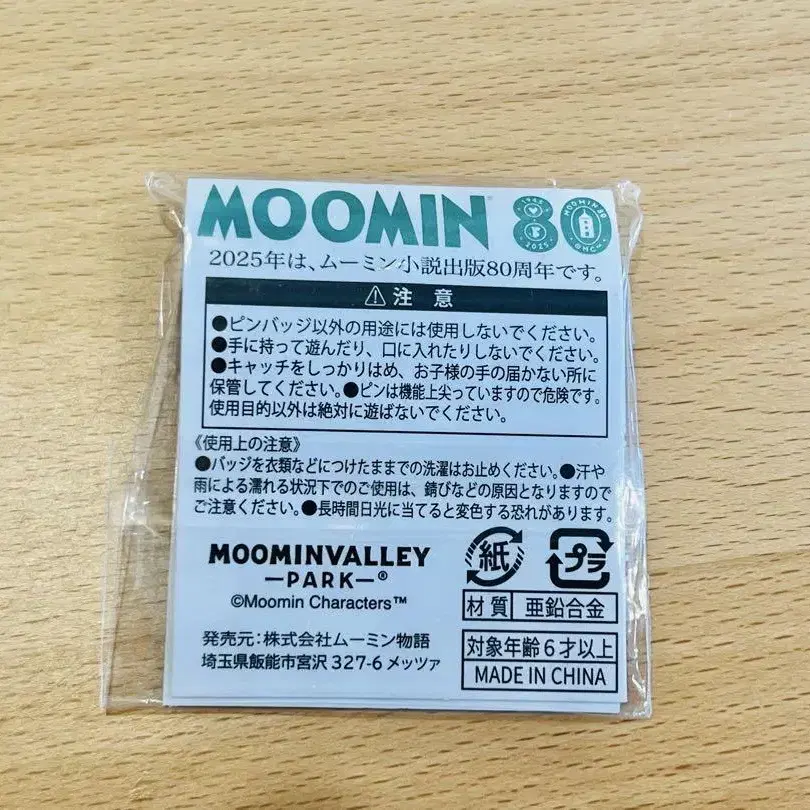 MOOMIN
1945
2025
MOOMIN 80
©MC™
2025年は、ムーミン小説出版80周年です。
⚠注 意
●ピンバッジ以外の用途には使用しないでください。
●手に持って遊んだり、口に入れたりしないでください。
●キャッチをしっかりはめ、お子様の手の届かない所に
保管してください。●ピンは機能上尖っていますので危険です。
使用目的以外は絶対に遊ばないでください。
《使用上の注意》
●バッジを衣類などにつけたままでの洗濯はお止めください。●汗や
雨による濡れる状況下でのご使用は、錆びなどの原因となりますので
ご注意ください。●長時間日光に当てると変色する恐れがあります。
MOOMINVALLEY
—PARK—®
©Moomin Characters™
紙
プラ
材質 亜鉛合金
発売元：株式会社ムーミン物語
埼玉県飯能市宮沢 327-6 メッツァ
対象年齢6才以上
MADE IN CHINA